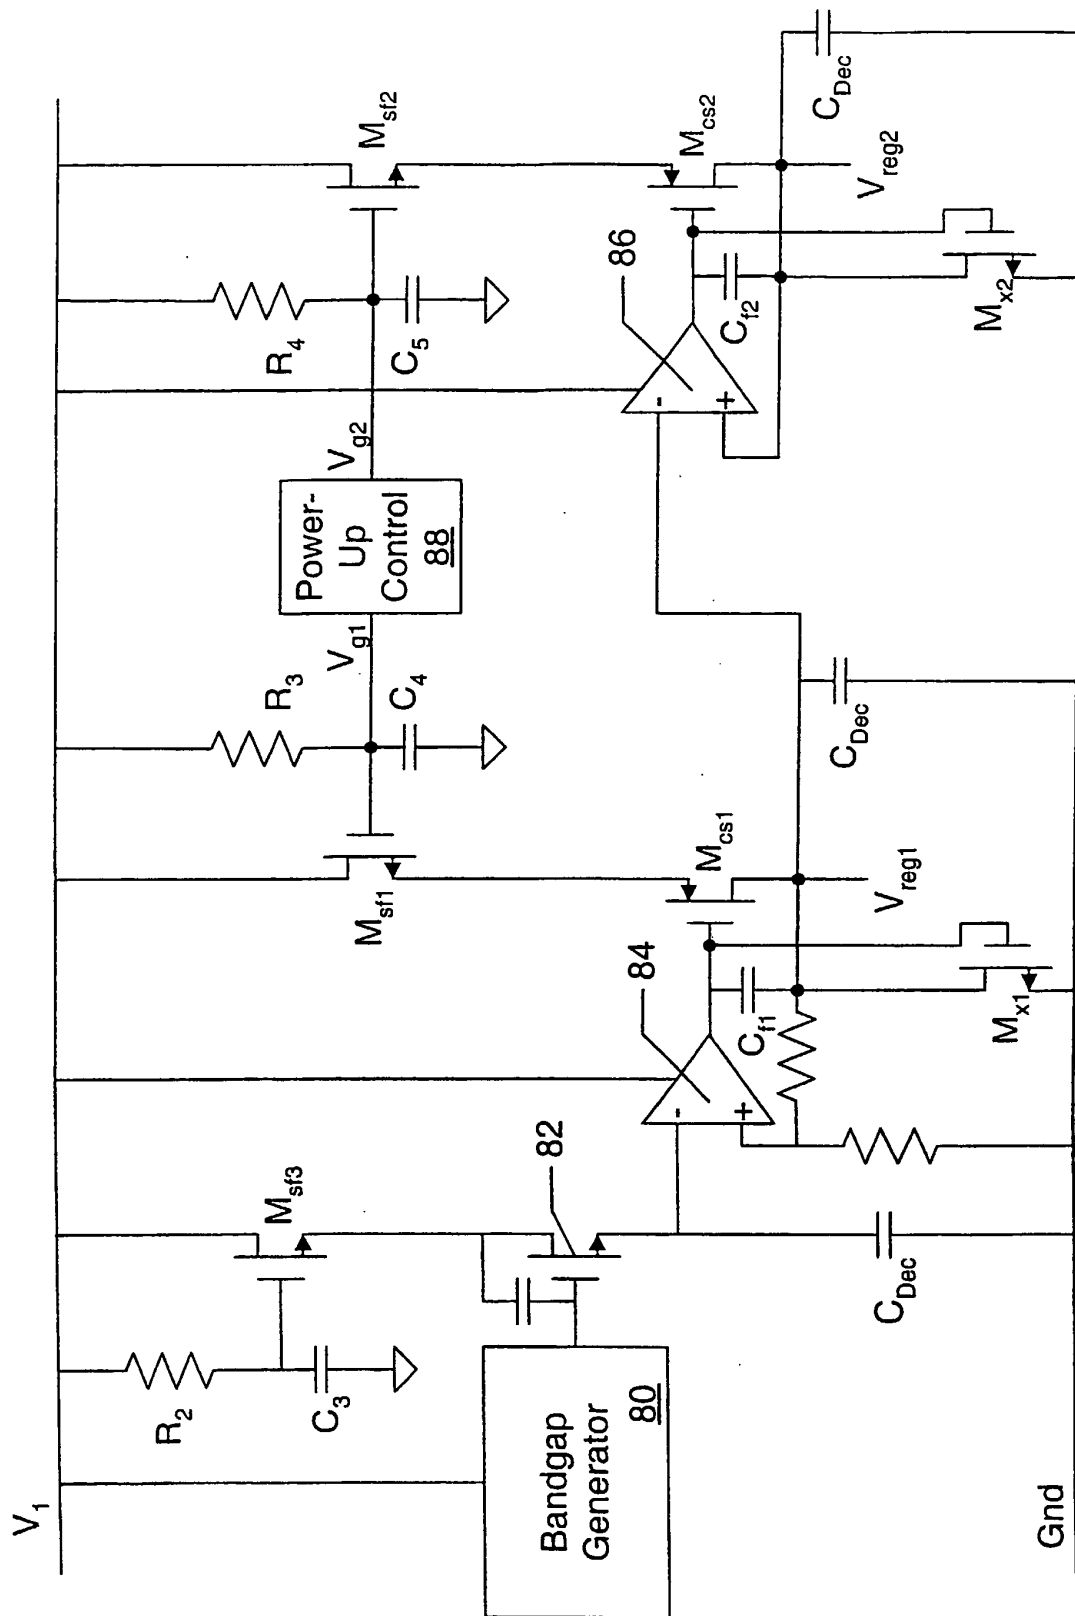 V1
R2
C3
Msf3
Bandgap
Generator
80
82
CDec
Gnd
84
Cf1
Msf1
Mcs1
Vreg1
Mx1
R3
C4
Vg1
CDec
Power-
Up
Control
88
Vg2
R4
C5
86
Cf2
Msf2
Mcs2
Vreg2
Mx2
CDec
-
+
-
+